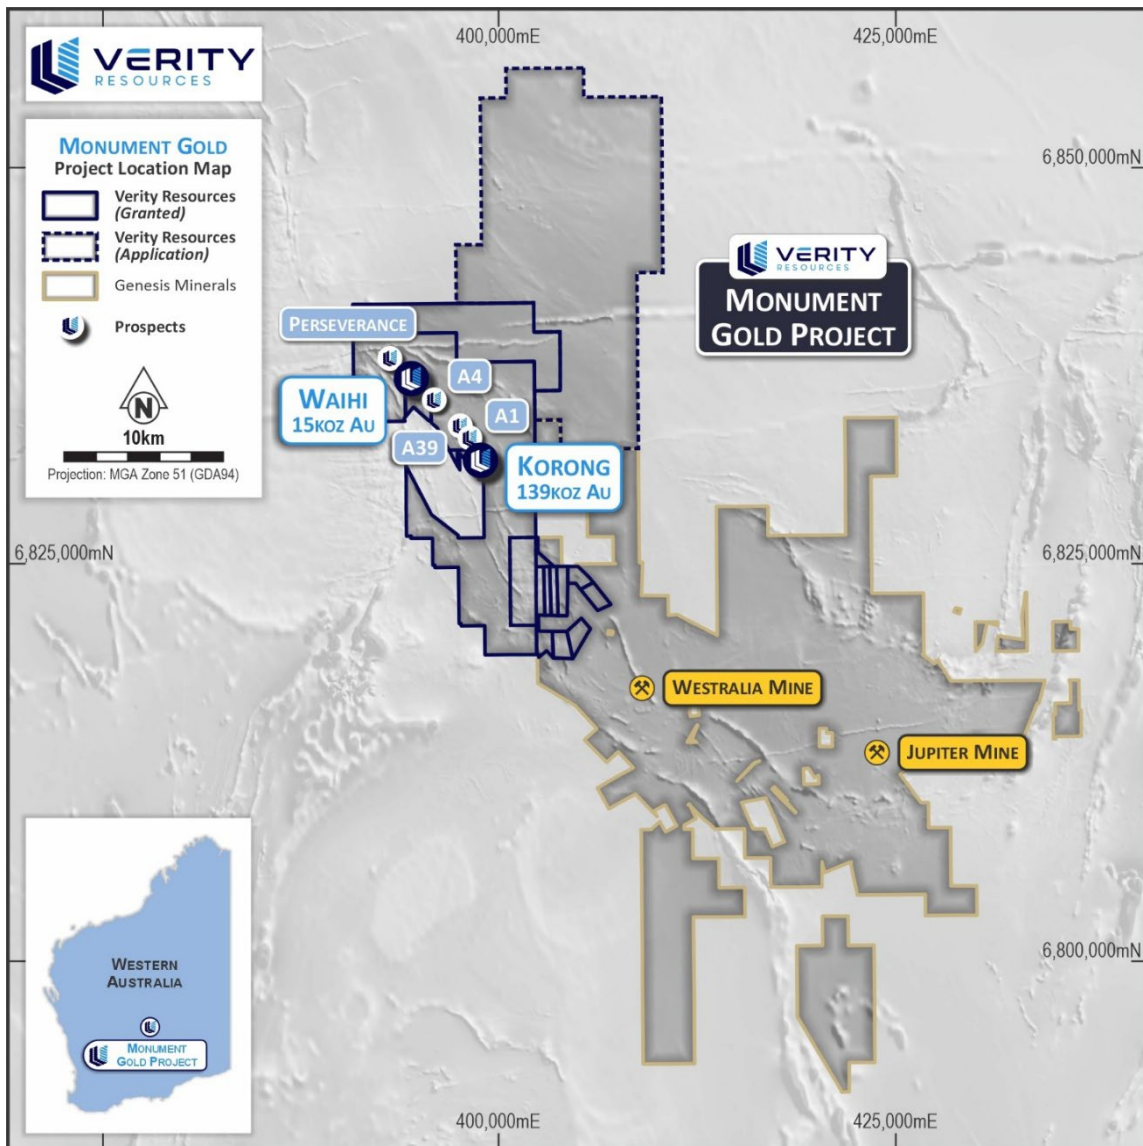 VERITY
RESOURCES
400,000mE
425,000mE
MONUMENT GOLD
Project Location Map
Verity Resources
(Granted)
Verity Resources
(Application)
Genesis Minerals
Prospects
N
10km
Projection: MGA Zone 51 (GDA94)
6,850,000mN
VERITY
RESOURCES
MONUMENT
GOLD PROJECT
PERSEVERANCE
A4
WAIHI
15KOZ AU
A1
A39
KORONG
139KOZ AU
6,825,000mN
6,825,000mN
WESTRALIA MINE
JUPITER MINE
WESTERN
AUSTRALIA
MONUMENT
GOLD PROJECT
6,800,000mN
400,000mE
425,000mE